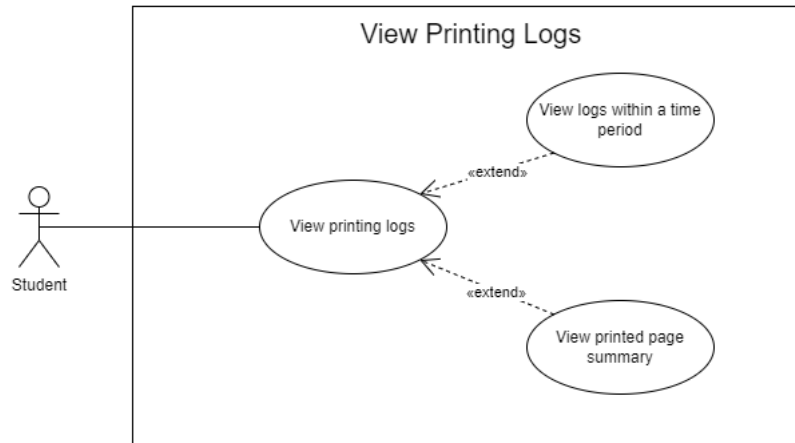 View Printing Logs
View logs within a time
period
«extend»
View printing logs
Student
«extend»
View printed page
summary